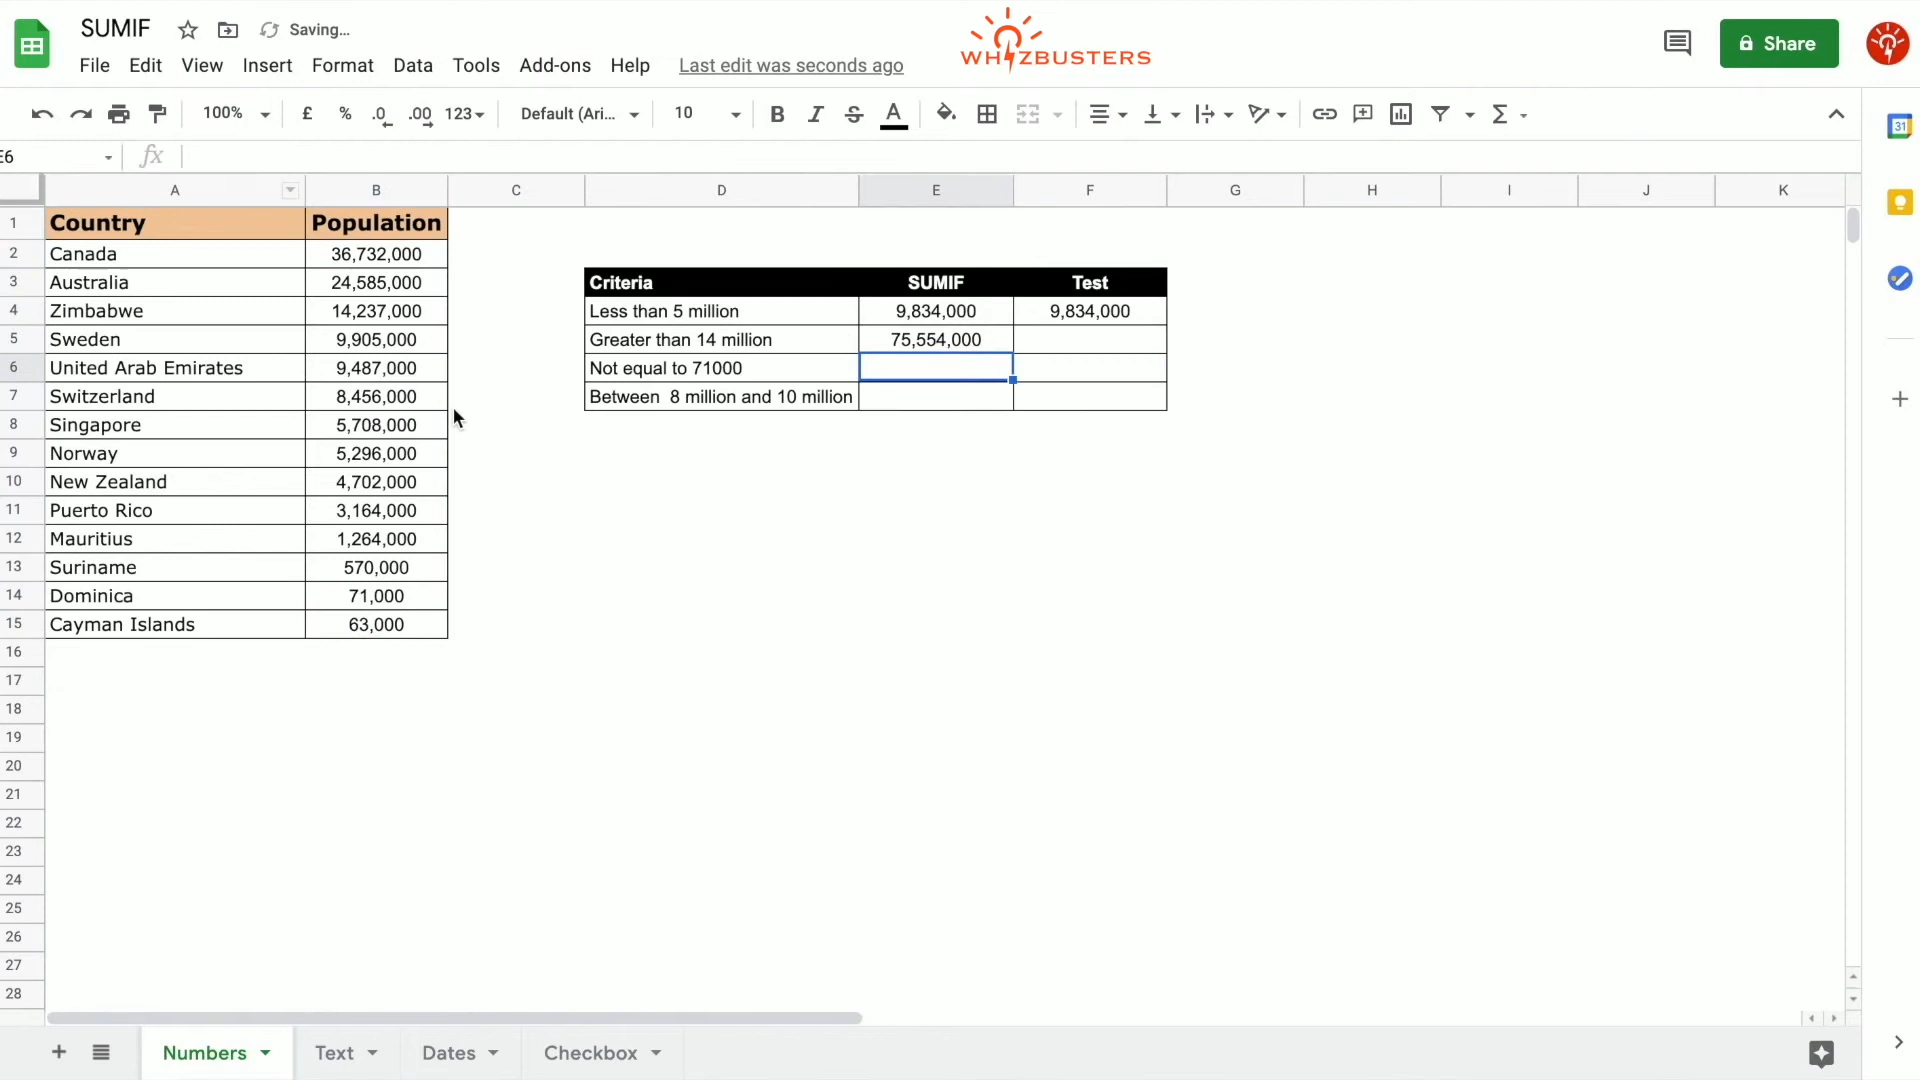 SUMIF Saving...
WHIZBUSTERS
Share
File Edit View Insert Format Data Tools Add-ons Help Last edit was seconds ago
100% £ % .0 .00 123 Default (Ari... 10 B I S A Σ
31
E6 fx
A B C D E F G H I J K
1 Country Population
2 Canada 36,732,000
3 Australia 24,585,000 Criteria SUMIF Test
4 Zimbabwe 14,237,000 Less than 5 million 9,834,000 9,834,000
5 Sweden 9,905,000 Greater than 14 million 75,554,000
6 United Arab Emirates 9,487,000 Not equal to 71000
7 Switzerland 8,456,000 Between 8 million and 10 million
8 Singapore 5,708,000
9 Norway 5,296,000
10 New Zealand 4,702,000
11 Puerto Rico 3,164,000
12 Mauritius 1,264,000
13 Suriname 570,000
14 Dominica 71,000
15 Cayman Islands 63,000
16
17
18
19
20
21
22
23
24
25
26
27
28
Numbers Text Dates Checkbox